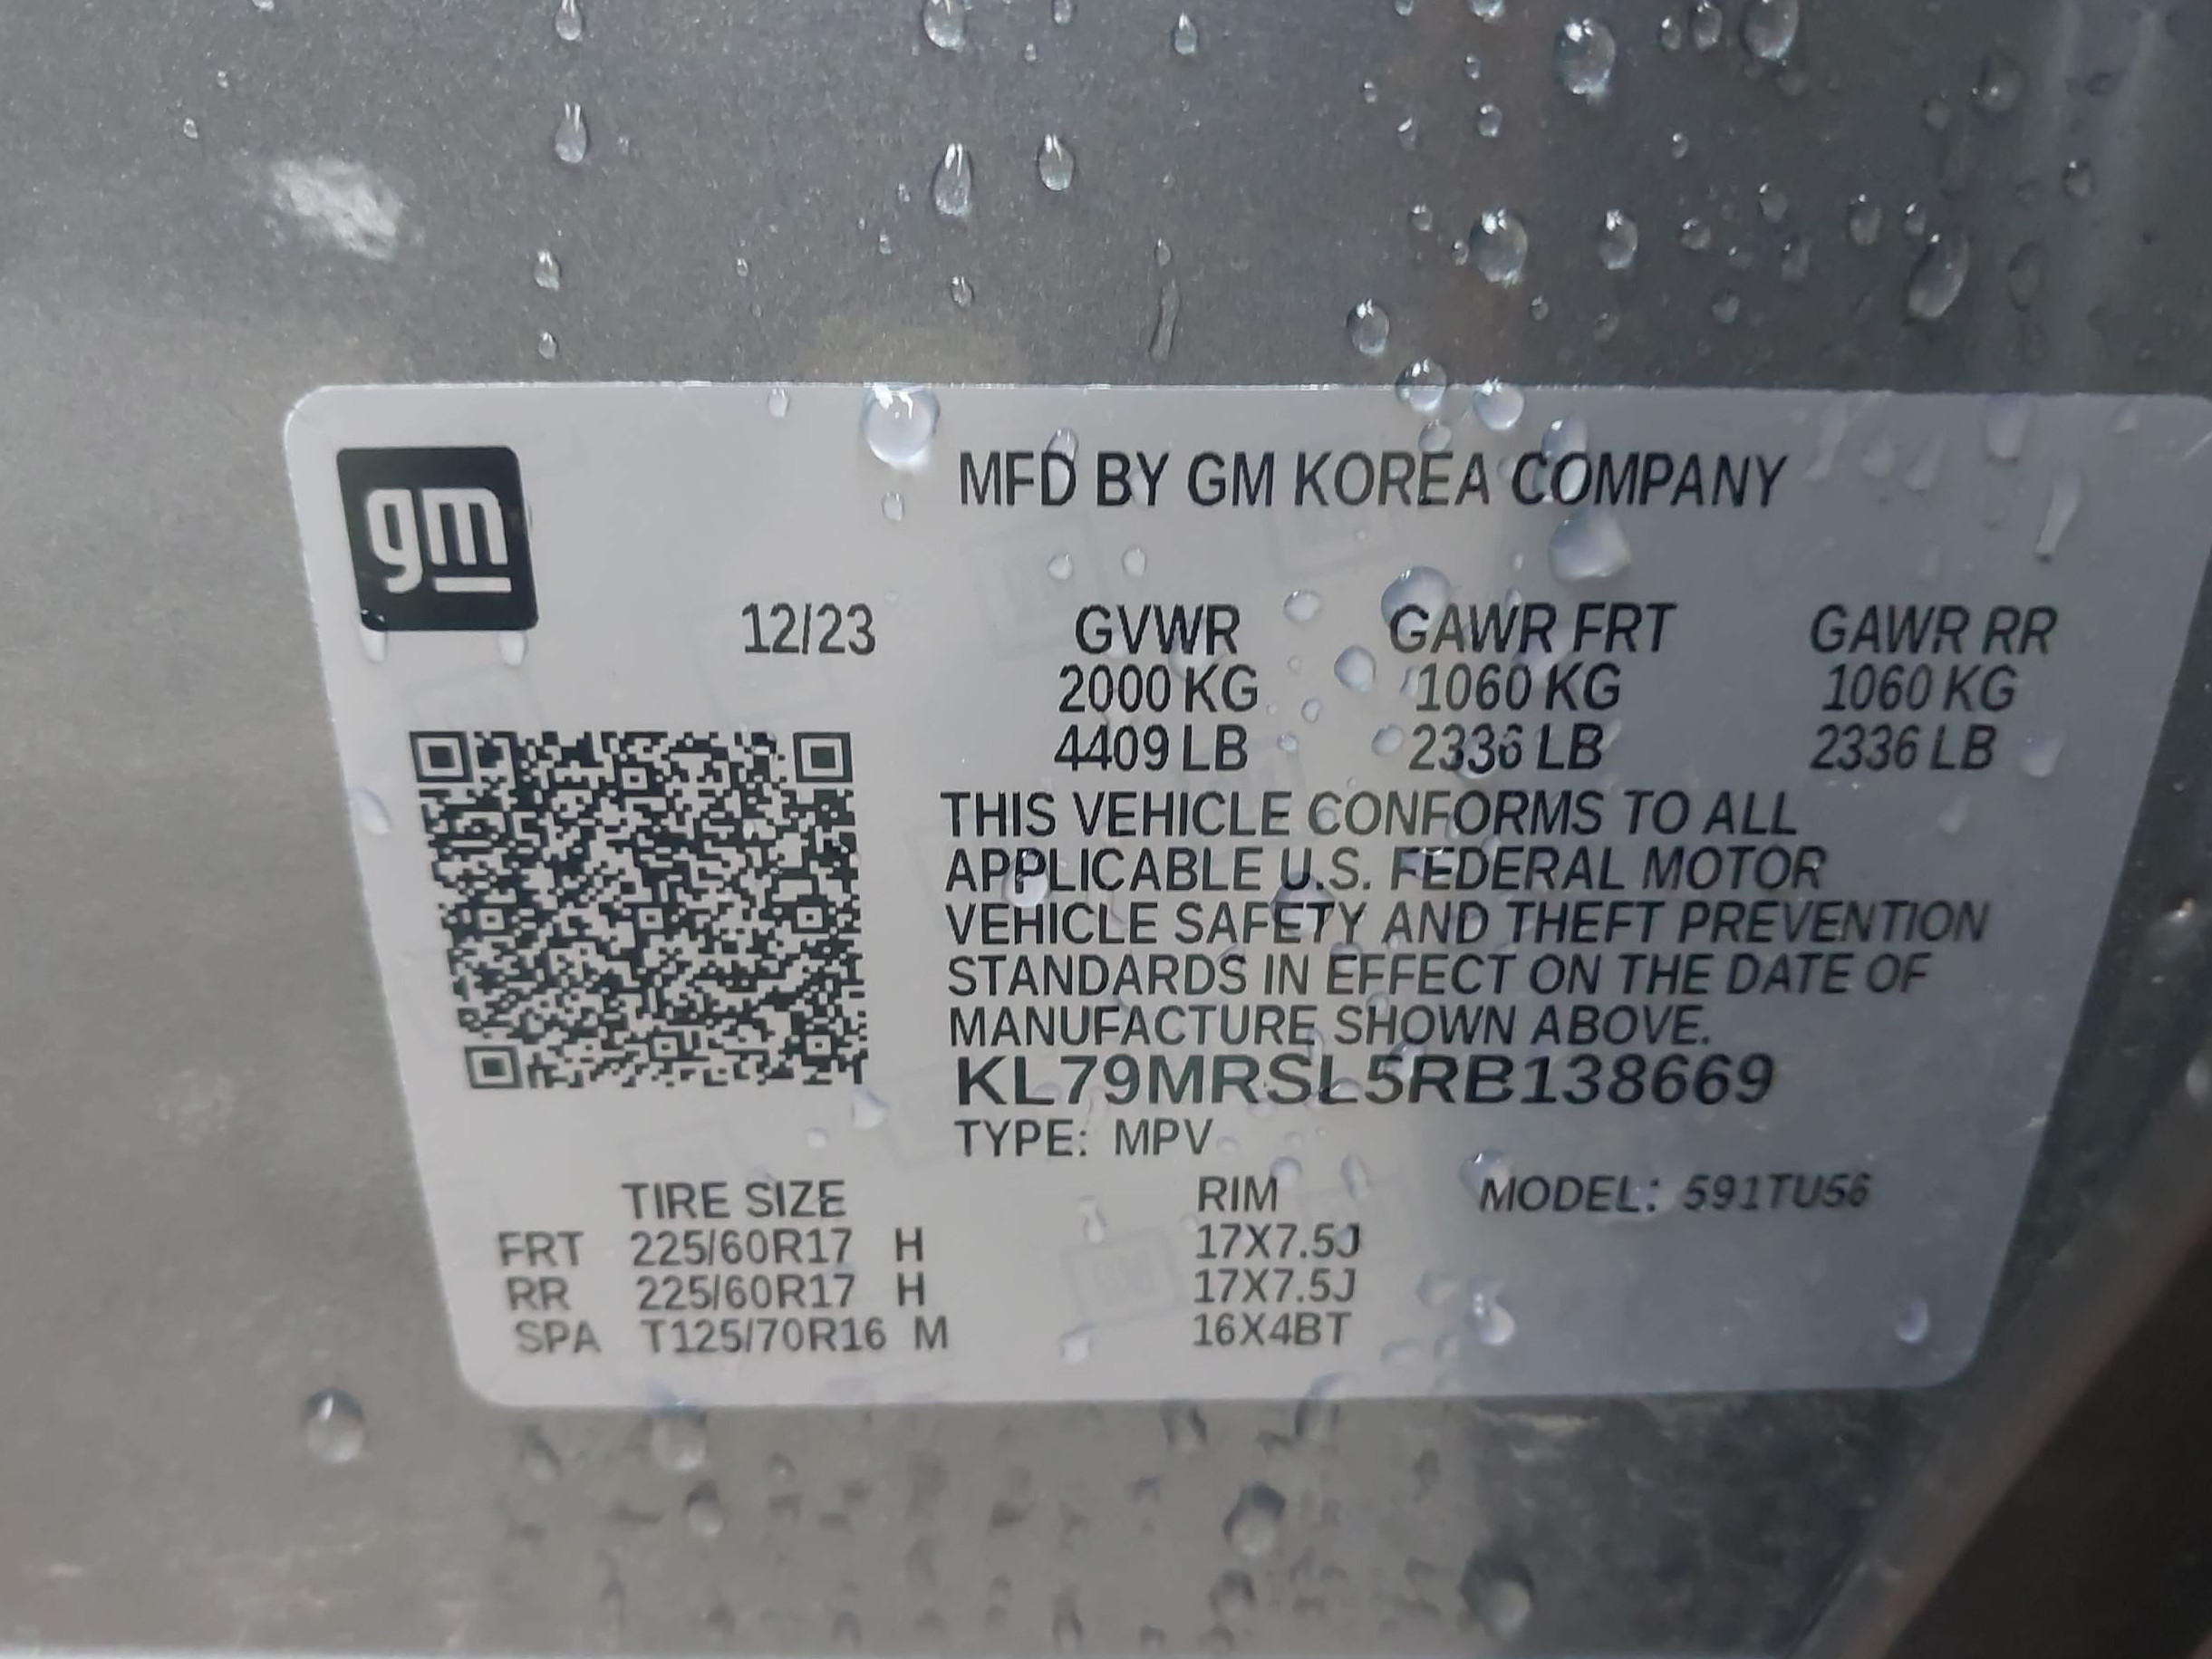 gm
MFD BY GM KOREA COMPANY
12/23 GVWR GAWR FRT GAWR RR
2000 KG 1060 KG 1060 KG
4409 LB 2336 LB 2336 LB
THIS VEHICLE CONFORMS TO ALL
APPLICABLE U.S. FEDERAL MOTOR
VEHICLE SAFETY AND THEFT PREVENTION
STANDARDS IN EFFECT ON THE DATE OF
MANUFACTURE SHOWN ABOVE.
KL79MRSL5RB138669
TYPE: MPV
TIRE SIZE RIM MODEL: 591TU56
FRT 225/60R17 H 17X7.5J
RR 225/60R17 H 17X7.5J
SPA T125/70R16 M 16X4BT